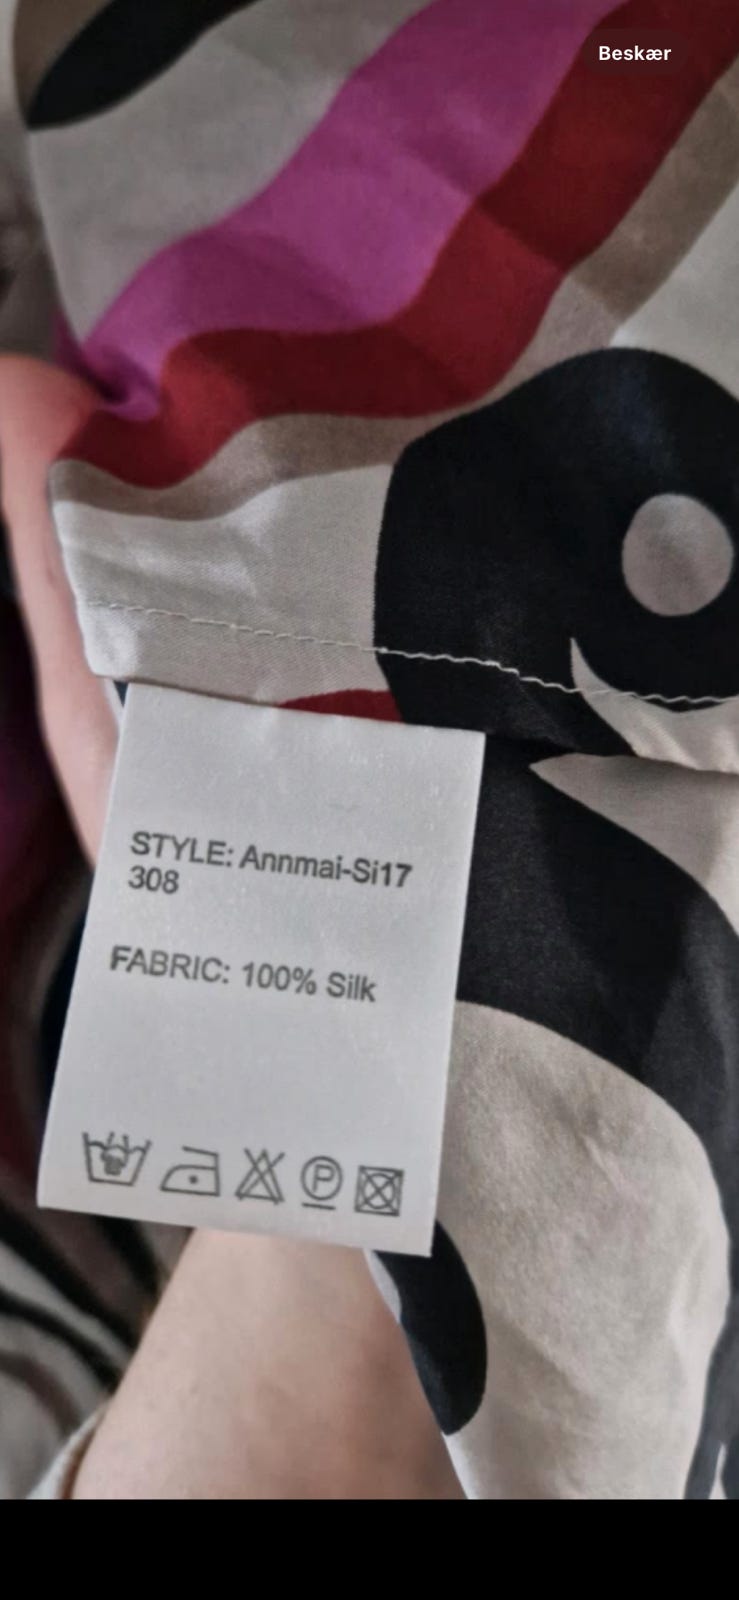 Beskær
STYLE: Annmai-Si17
308
FABRIC: 100% Silk
P